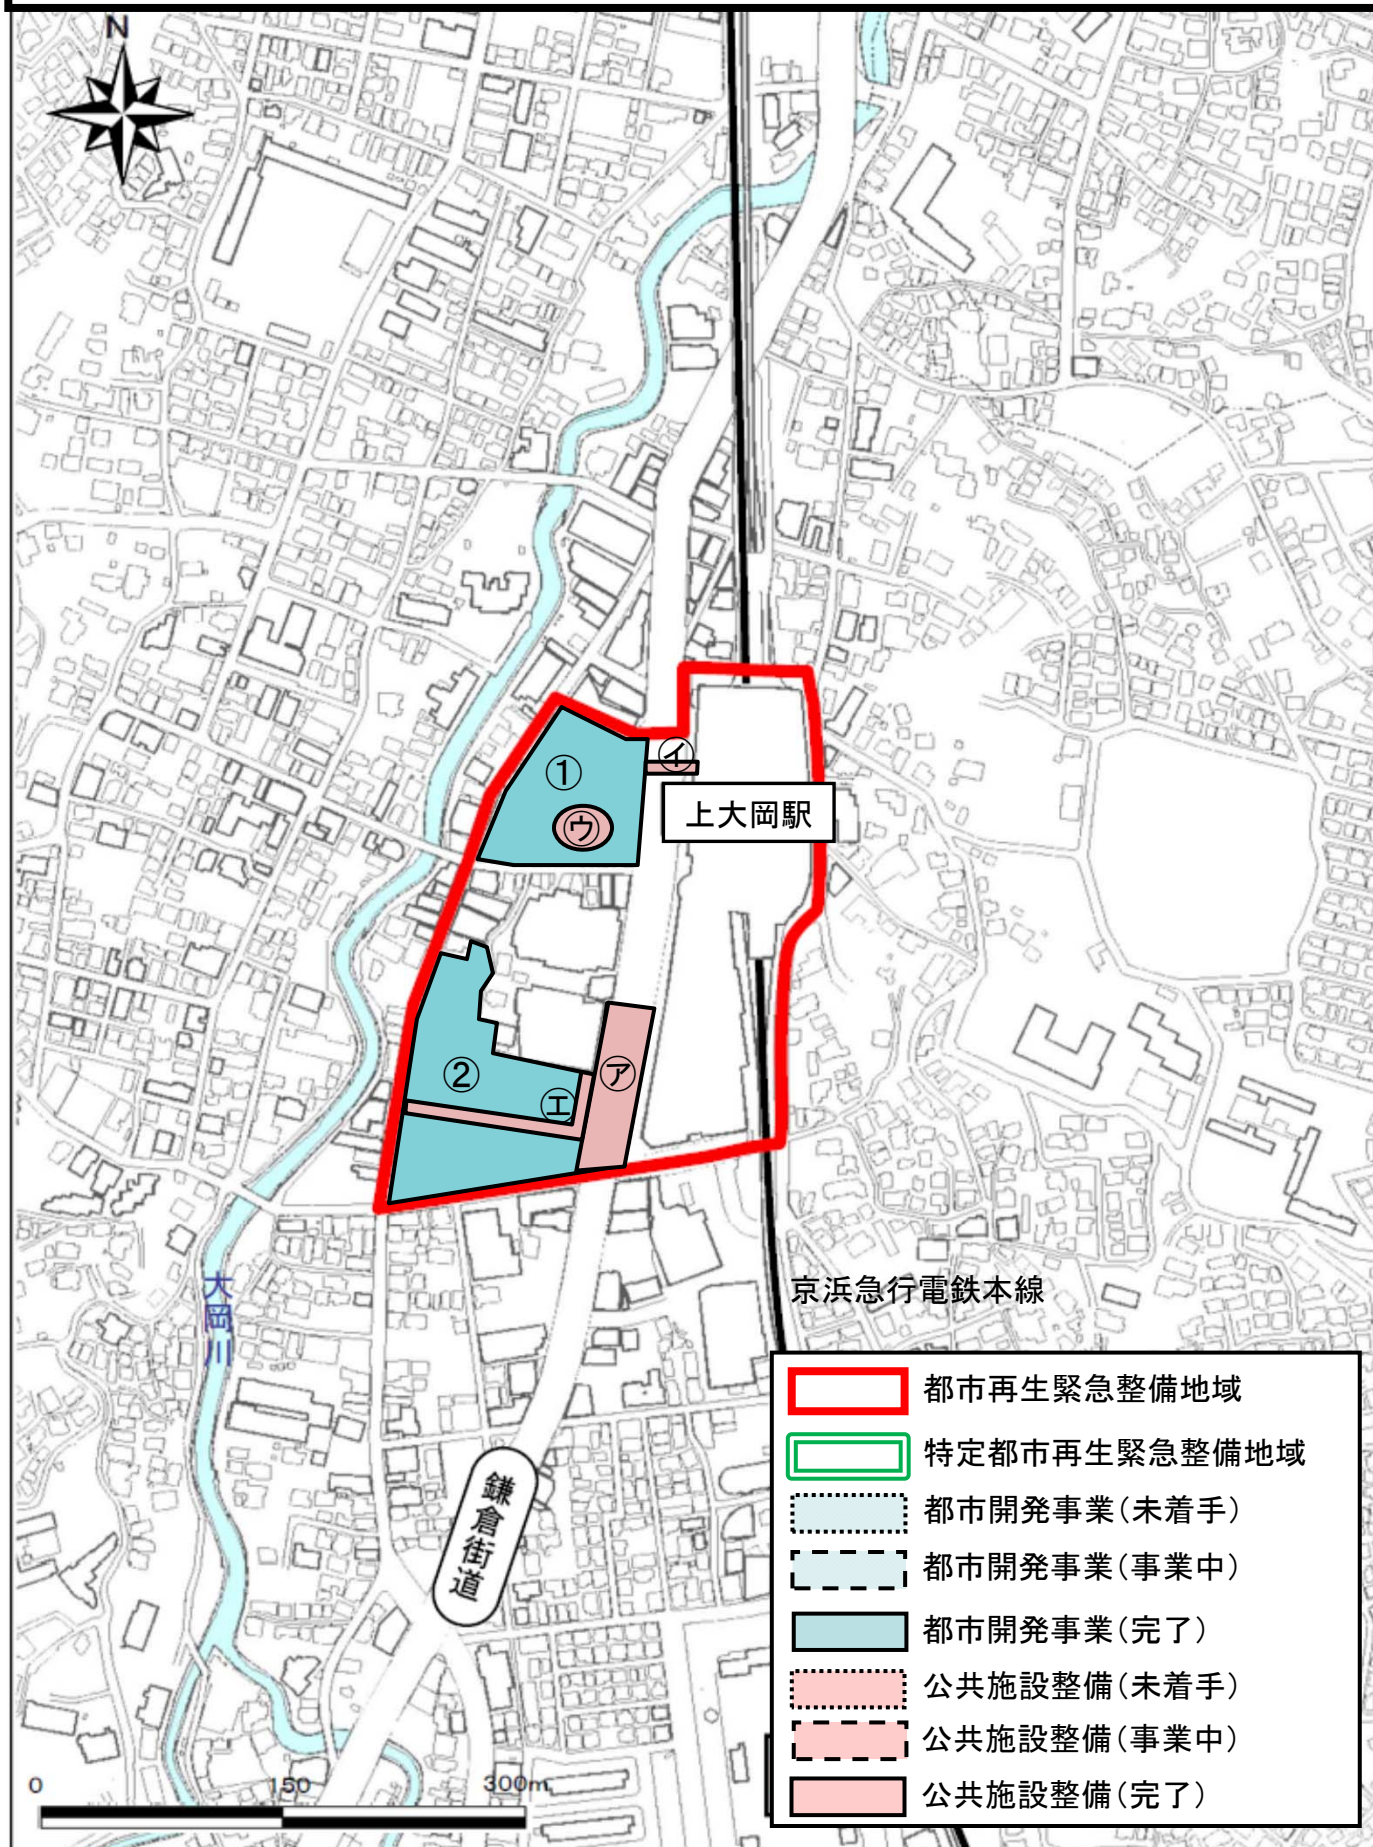 N
①
㋑
㋒
上大岡駅
②
㋐
㋓
京浜急行電鉄本線
大岡川
鎌倉街道
都市再生緊急整備地域
特定都市再生緊急整備地域
都市開発事業(未着手)
都市開発事業(事業中)
都市開発事業(完了)
公共施設整備(未着手)
公共施設整備(事業中)
公共施設整備(完了)
0 150 300m